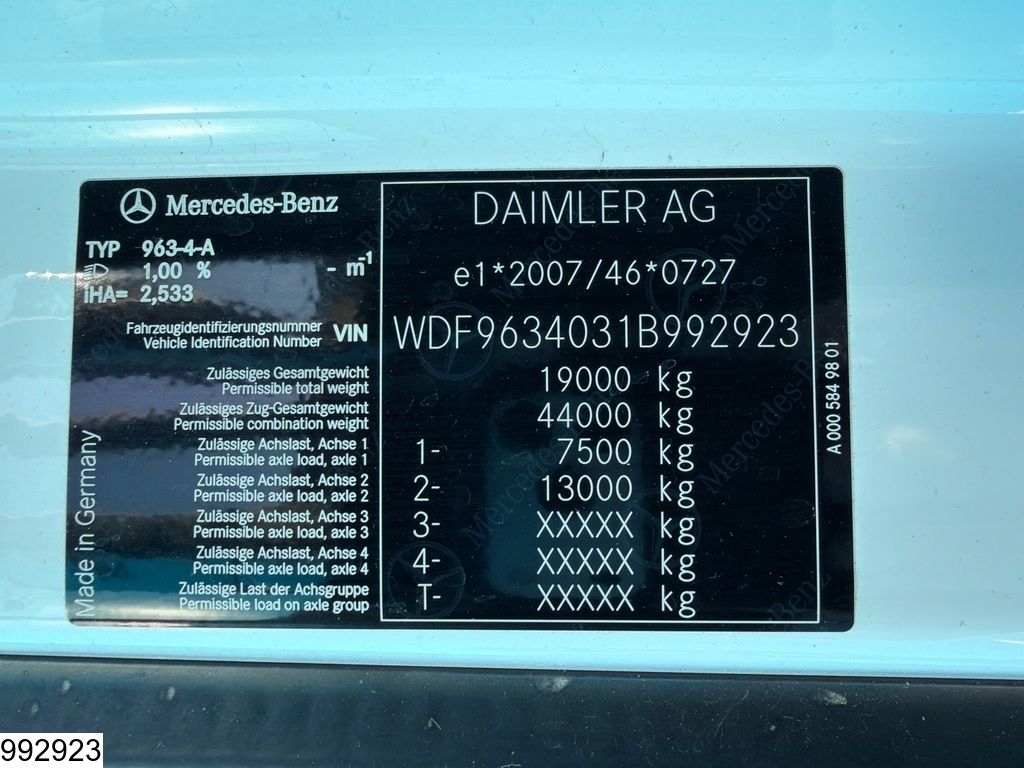 Mercedes-Benz
TYP 963-4-A
1,00 % - m-1
iHA= 2,533
DAIMLER AG
e1*2007/46*0727
Fahrzeugidentifizierungsnummer
Vehicle Identification Number VIN WDF9634031B992923
Zulässiges Gesamtgewicht
Permissible total weight 19000 kg
Zulässiges Zug-Gesamtgewicht
Permissible combination weight 44000 kg
Zulässige Achslast, Achse 1
Permissible axle load, axle 1 1- 7500 kg
Zulässige Achslast, Achse 2
Permissible axle load, axle 2 2- 13000 kg
Zulässige Achslast, Achse 3
Permissible axle load, axle 3 3- XXXXX kg
Zulässige Achslast, Achse 4
Permissible axle load, axle 4 4- XXXXX kg
Zulässige Last der Achsgruppe
Permissible load on axle group T- XXXXX kg
Made in Germany
A 000 584 98 01
992923